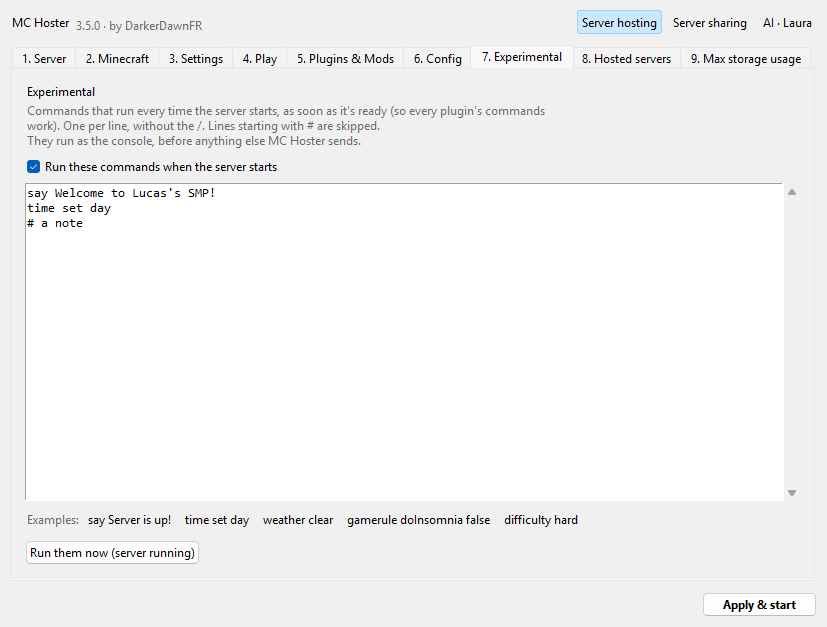 MC Hoster 3.5.0 · by DarkerDawnFR
Server hosting Server sharing AI · Laura
1. Server 2. Minecraft 3. Settings 4. Play 5. Plugins & Mods 6. Config 7. Experimental 8. Hosted servers 9. Max storage usage
Experimental
Commands that run every time the server starts, as soon as it's ready (so every plugin's commands
work). One per line, without the /. Lines starting with # are skipped.
They run as the console, before anything else MC Hoster sends.
Run these commands when the server starts
say Welcome to Lucas's SMP!
time set day
# a note
Examples: say Server is up! time set day weather clear gamerule doInsomnia false difficulty hard
Run them now (server running)
Apply & start